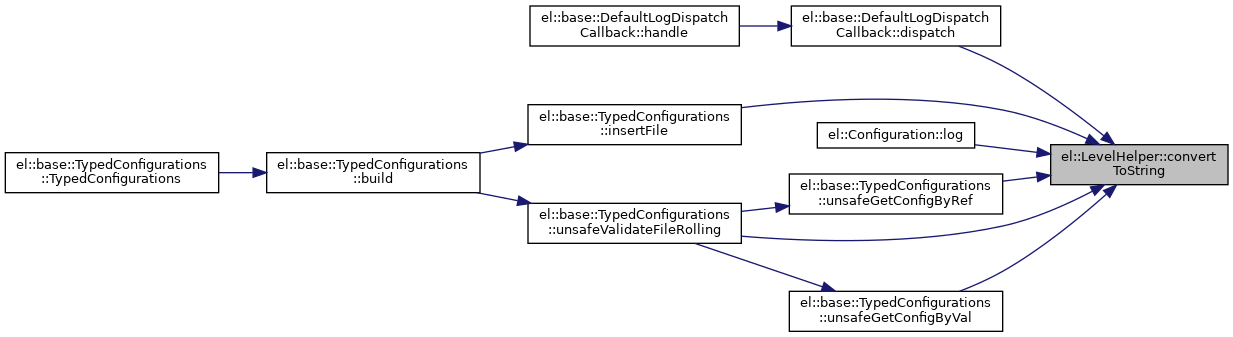 el::base::DefaultLogDispatch
Callback::handle
el::base::DefaultLogDispatch
Callback::dispatch
el::base::TypedConfigurations
::insertFile
el::Configuration::log
el::LevelHelper::convert
ToString
el::base::TypedConfigurations
::TypedConfigurations
el::base::TypedConfigurations
::build
el::base::TypedConfigurations
::unsafeGetConfigByRef
el::base::TypedConfigurations
::unsafeValidateFileRolling
el::base::TypedConfigurations
::unsafeGetConfigByVal